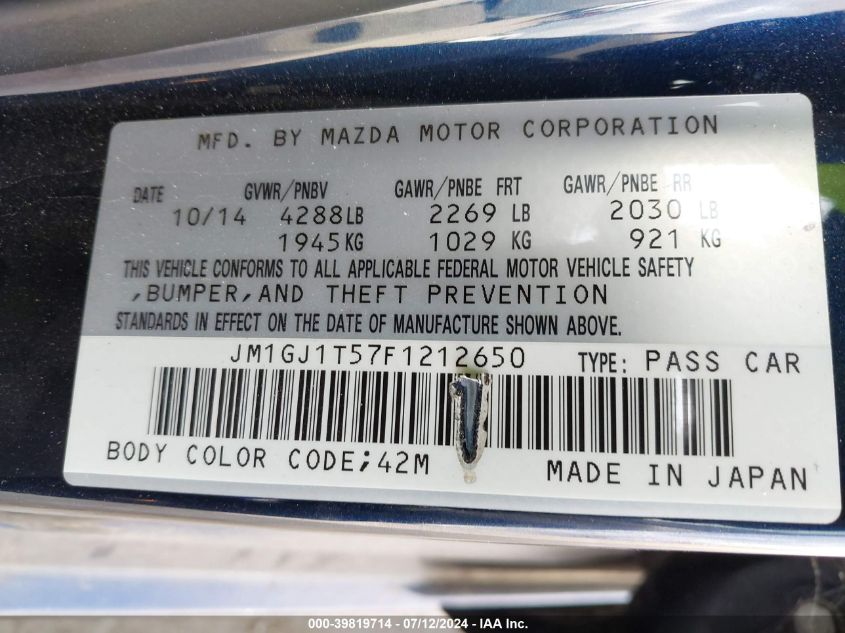 MFD. BY MAZDA MOTOR CORPORATION
DATE GVWR/PNBV GAWR/PNBE FRT GAWR/PNBE RR
10/14 4288LB 2269 LB 2030 LB
1945KG 1029 KG 921 KG
THIS VEHICLE CONFORMS TO ALL APPLICABLE FEDERAL MOTOR VEHICLE SAFETY
,BUMPER,AND THEFT PREVENTION
STANDARDS IN EFFECT ON THE DATE OF MANUFACTURE SHOWN ABOVE.
JM1GJ1T57F1212650 TYPE: PASS CAR
BODY COLOR CODE;42M MADE IN JAPAN
000-39819714 - 07/12/2024 - IAA Inc.